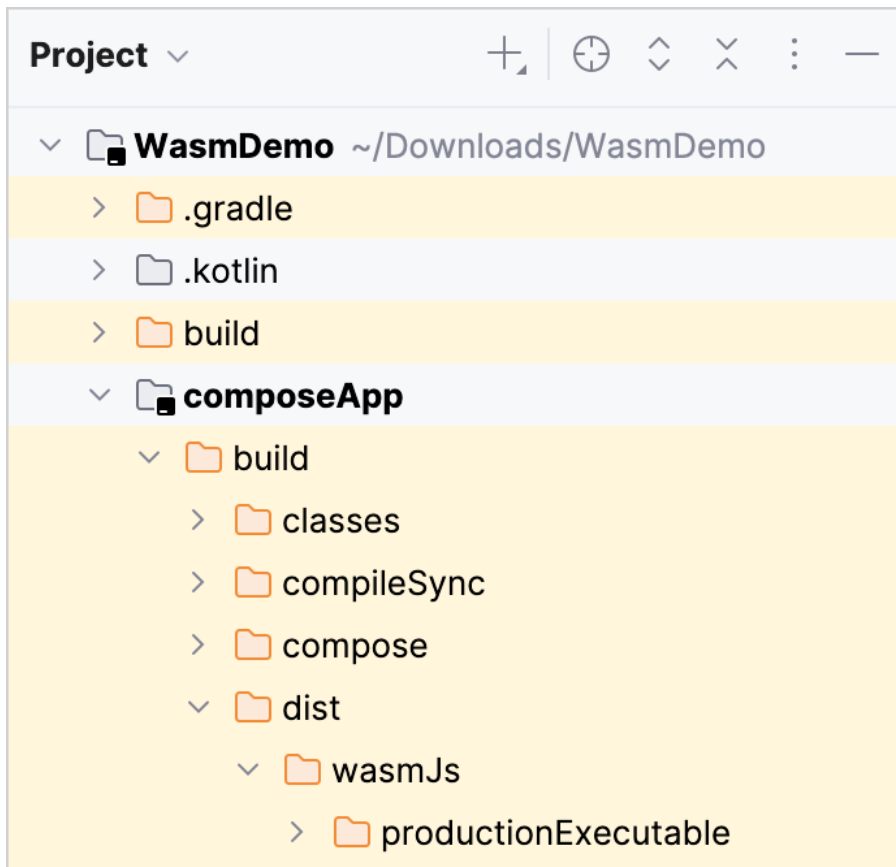 Project
WasmDemo ~/Downloads/WasmDemo
.gradle
.kotlin
build
composeApp
build
classes
compileSync
compose
dist
wasmJs
productionExecutable